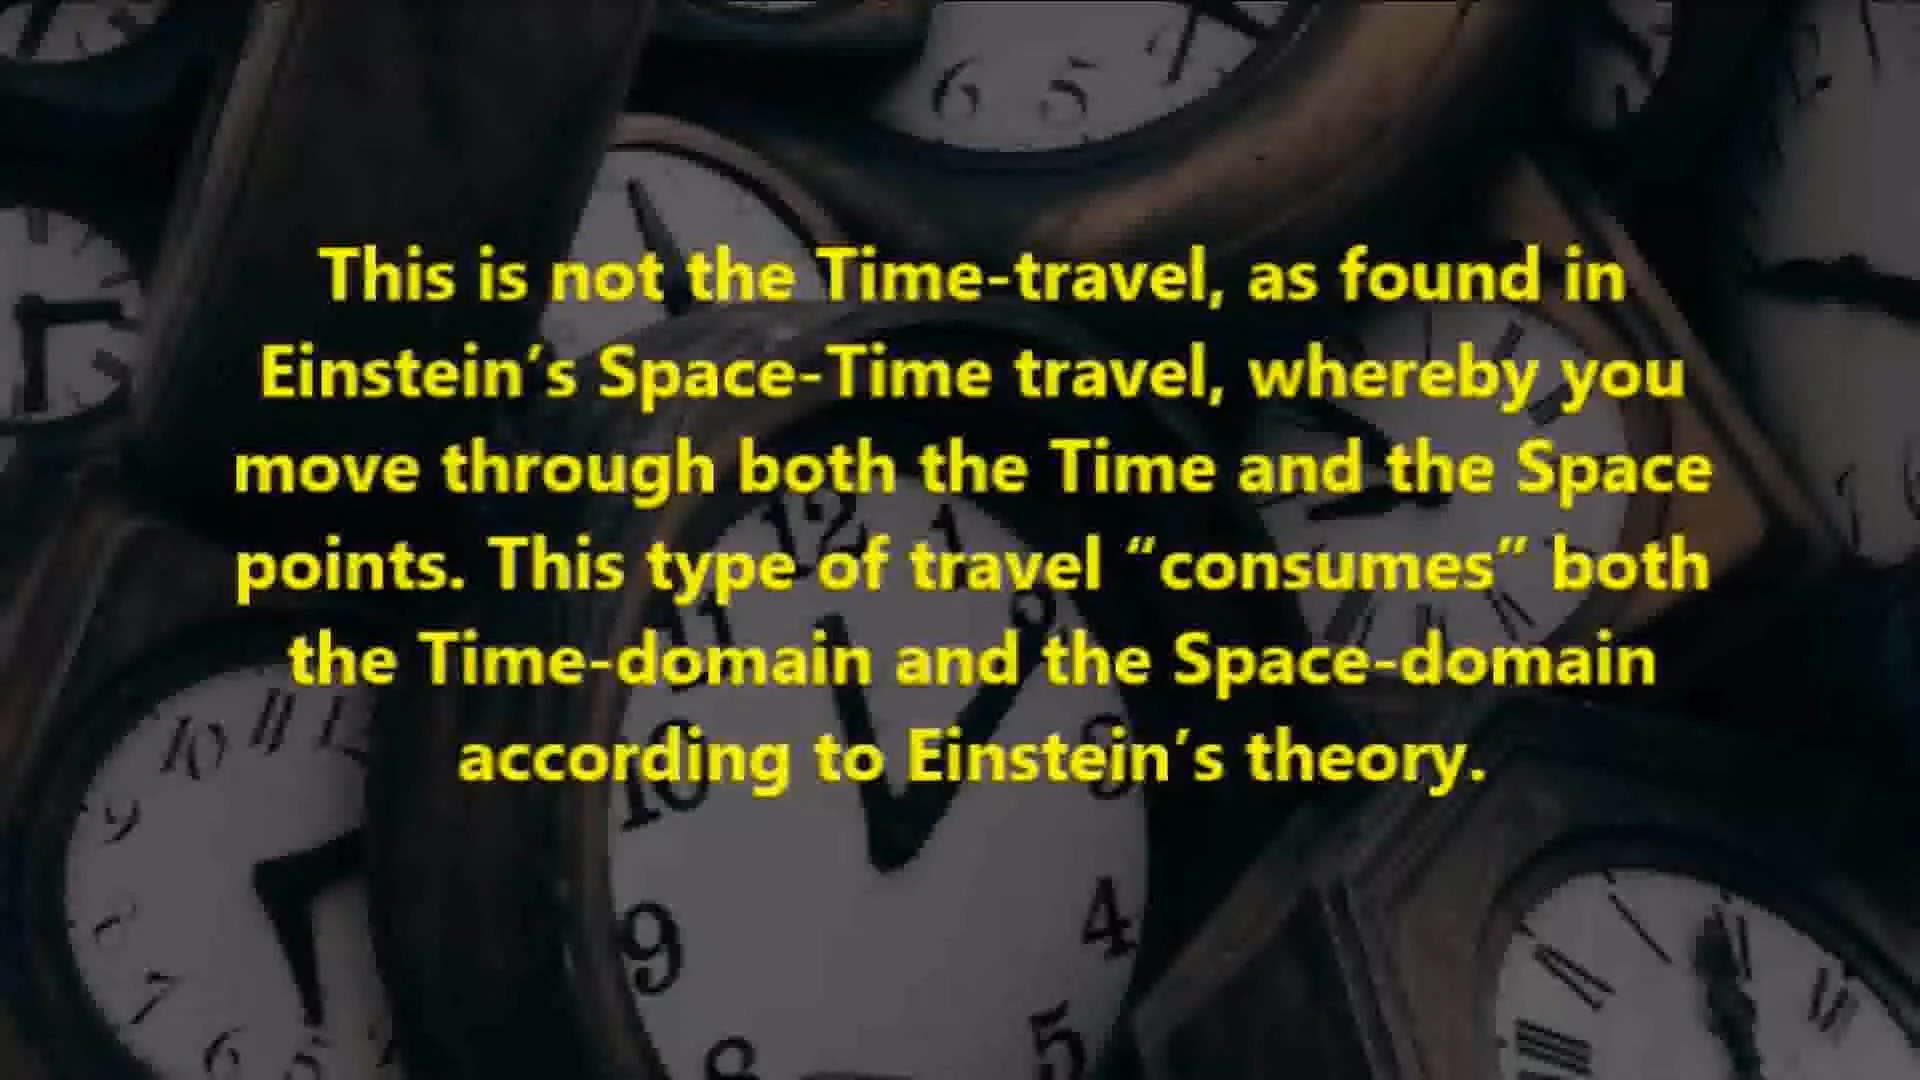 This is not the Time-travel, as found in
Einstein’s Space-Time travel, whereby you
move through both the Time and the Space
points. This type of travel “consumes” both
the Time-domain and the Space-domain
according to Einstein’s theory.